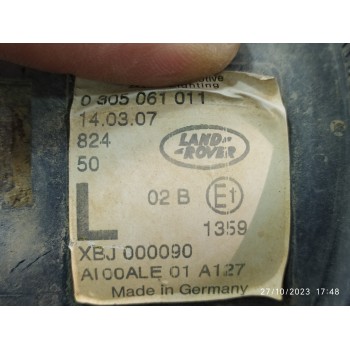 0 305 061 011
14.03.07
824
LAND ROVER
50
L
02 B E1
1359
XBJ 000090
A100ALE 01 A127
Made in Germany
27/10/2023 17:48